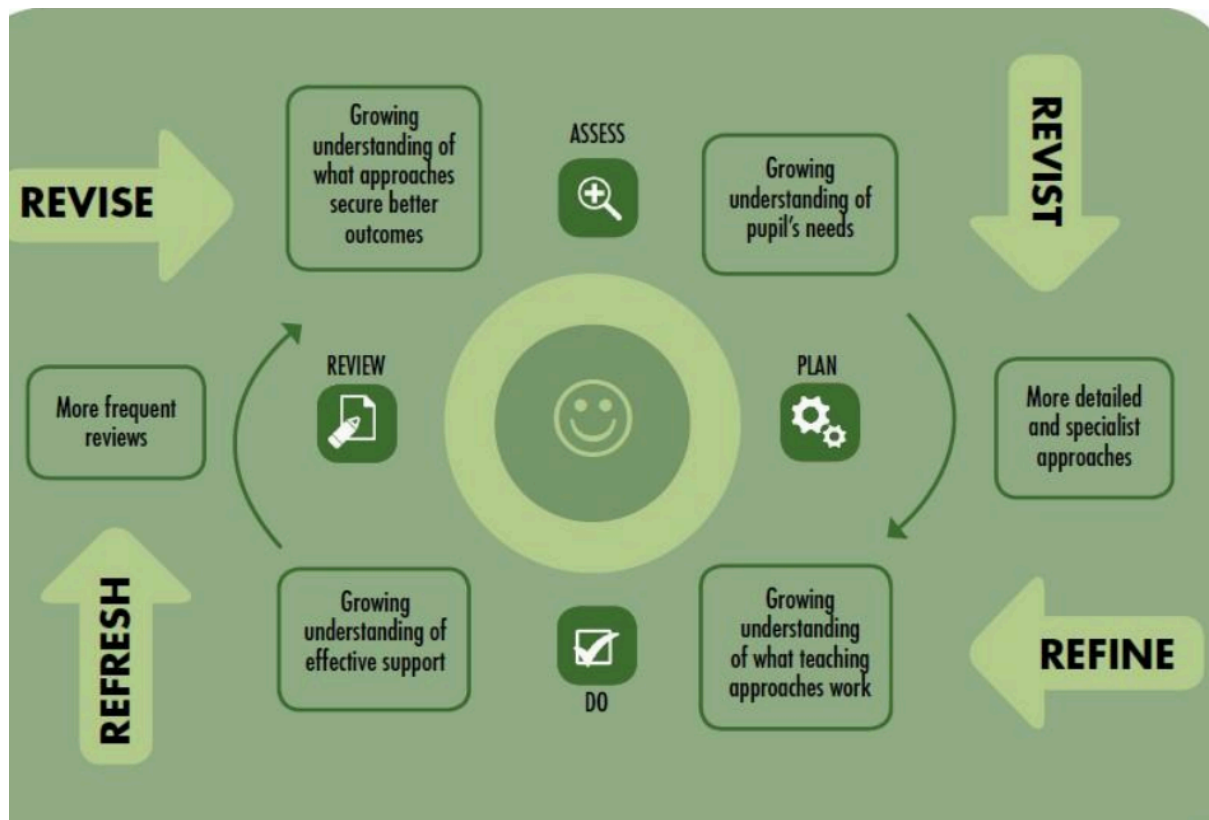 REVISE
Growing
understanding of
what approaches
secure better
outcomes
ASSESS
Growing
understanding of
pupil's needs
REVIST
More frequent
reviews
REVIEW
PLAN
More detailed
and specialist
approaches
REFRESH
Growing
understanding of
effective support
DO
Growing
understanding
of what teaching
approaches work
REFINE